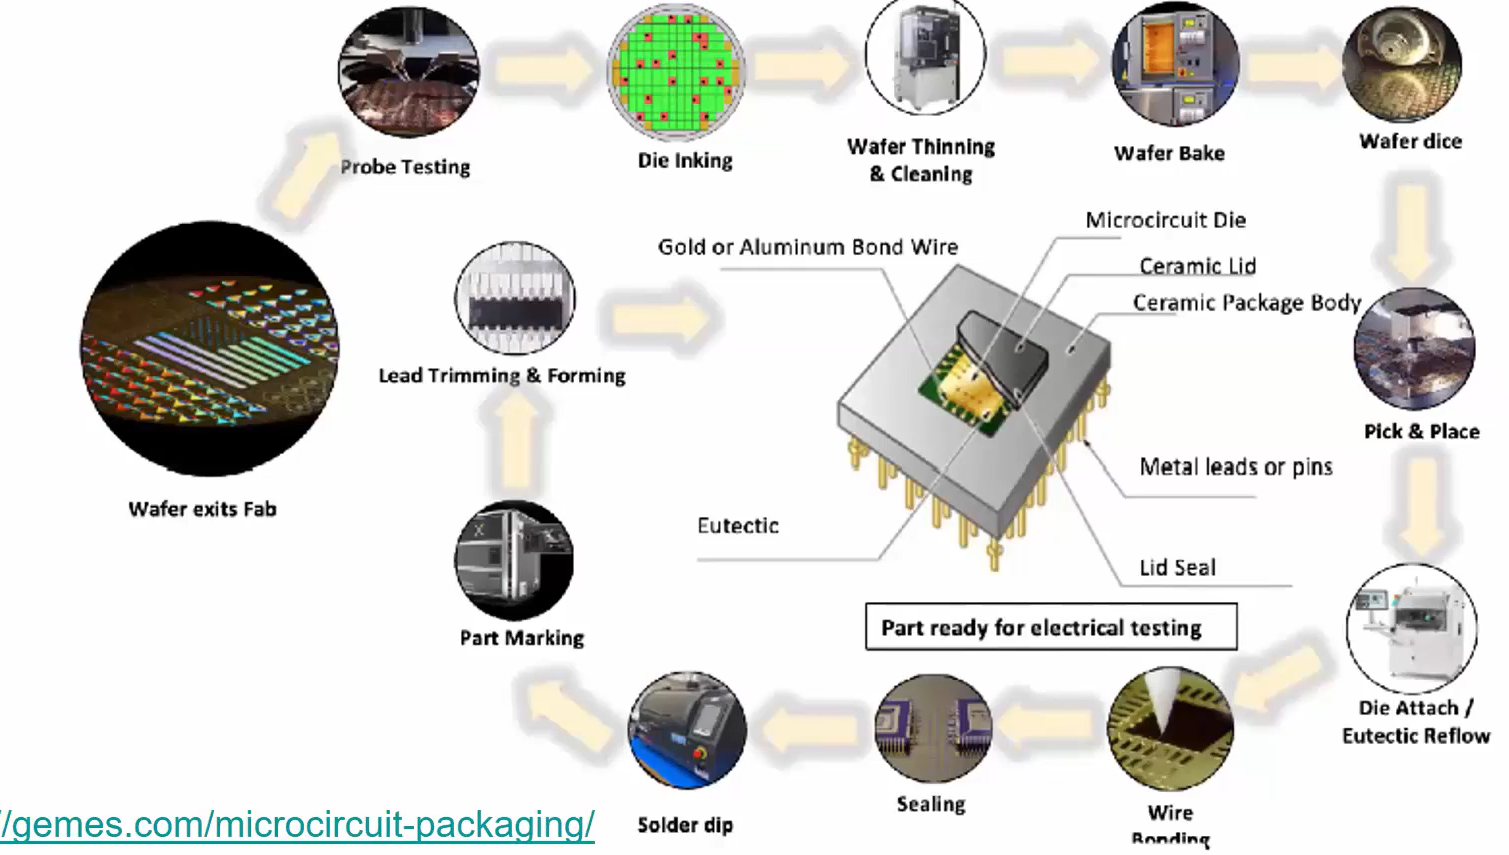 Probe Testing
Die Inking
Wafer Thinning
& Cleaning
Wafer Bake
Wafer dice
Microcircuit Die
Gold or Aluminum Bond Wire
Ceramic Lid
Ceramic Package Body
Lead Trimming & Forming
Pick & Place
Metal leads or pins
Wafer exits Fab
Eutectic
Lid Seal
Part Marking
Part ready for electrical testing
Die Attach /
Eutectic Reflow
Wire
Bonding
Sealing
Solder dip
//gemes.com/microcircuit-packaging/